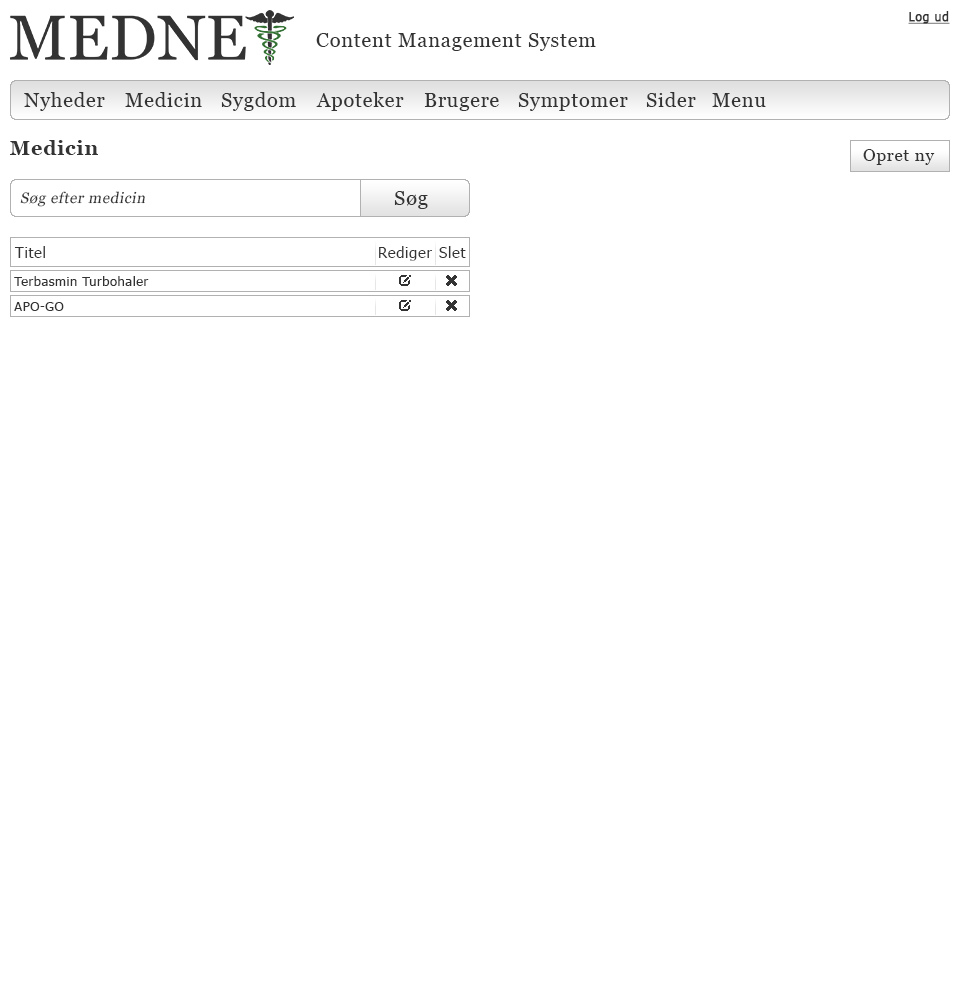 Log ud
MEDNET
Content Management System
Nyheder Medicin Sygdom Apoteker Brugere Symptomer Sider Menu
Medicin
Opret ny
Søg efter medicin
Søg
Titel Rediger Slet
Terbasmin Turbohaler
APO-GO